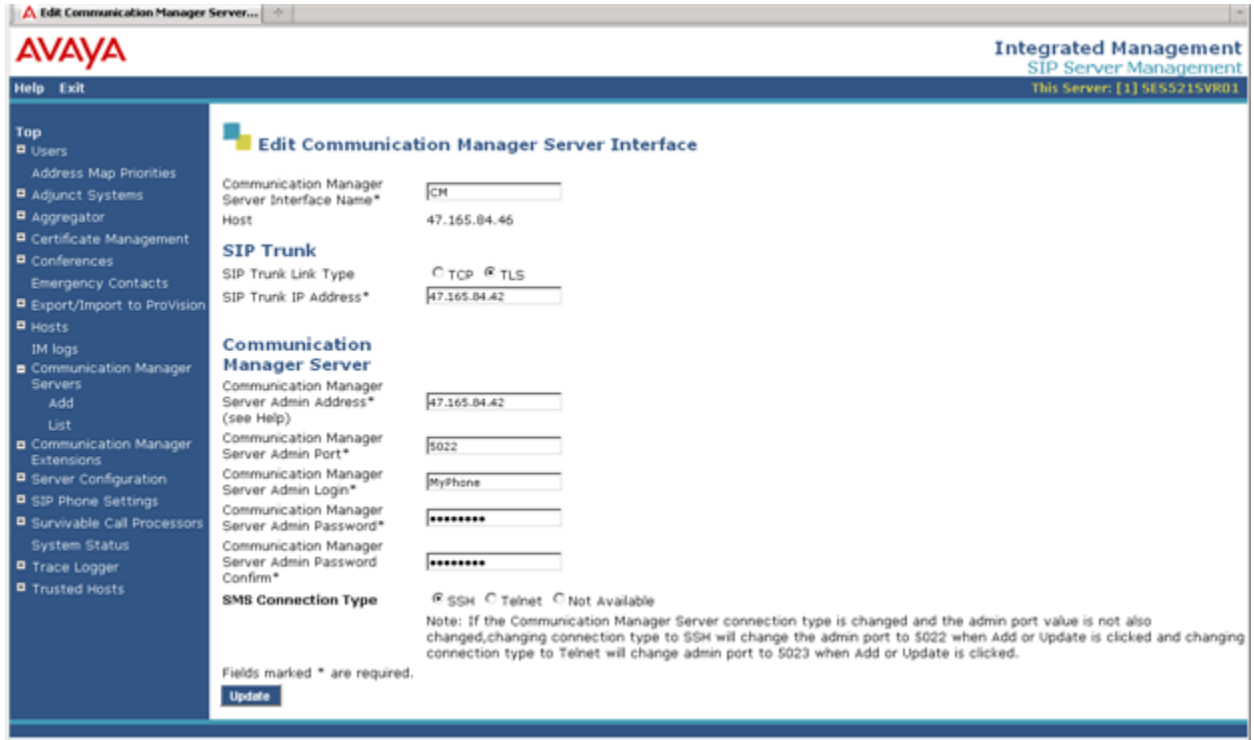 Edit Communication Manager Server...
AVAYA
Integrated Management
SIP Server Management
Help Exit
This Server: [1] SES521SVR01
Top
Users
Address Map Priorities
Adjunct Systems
Aggregator
Certificate Management
Conferences
Emergency Contacts
Export/Import to ProVision
Hosts
IM logs
Communication Manager
Servers
Add
List
Communication Manager
Extensions
Server Configuration
SIP Phone Settings
Survivable Call Processors
System Status
Trace Logger
Trusted Hosts
Edit Communication Manager Server Interface
Communication Manager
Server Interface Name*
CM
Host
47.165.84.46
SIP Trunk
SIP Trunk Link Type
TCP TLS
SIP Trunk IP Address*
47.165.84.42
Communication
Manager Server
Communication Manager
Server Admin Address*
(see Help)
47.165.84.42
Communication Manager
Server Admin Port*
5022
Communication Manager
Server Admin Login*
MyPhone
Communication Manager
Server Admin Password*
Communication Manager
Server Admin Password
Confirm*
SMS Connection Type
SSH Telnet Not Available
Note: If the Communication Manager Server connection type is changed and the admin port value is not also
changed,changing connection type to SSH will change the admin port to 5022 when Add or Update is clicked and changing
connection type to Telnet will change admin port to 5023 when Add or Update is clicked.
Fields marked * are required.
Update